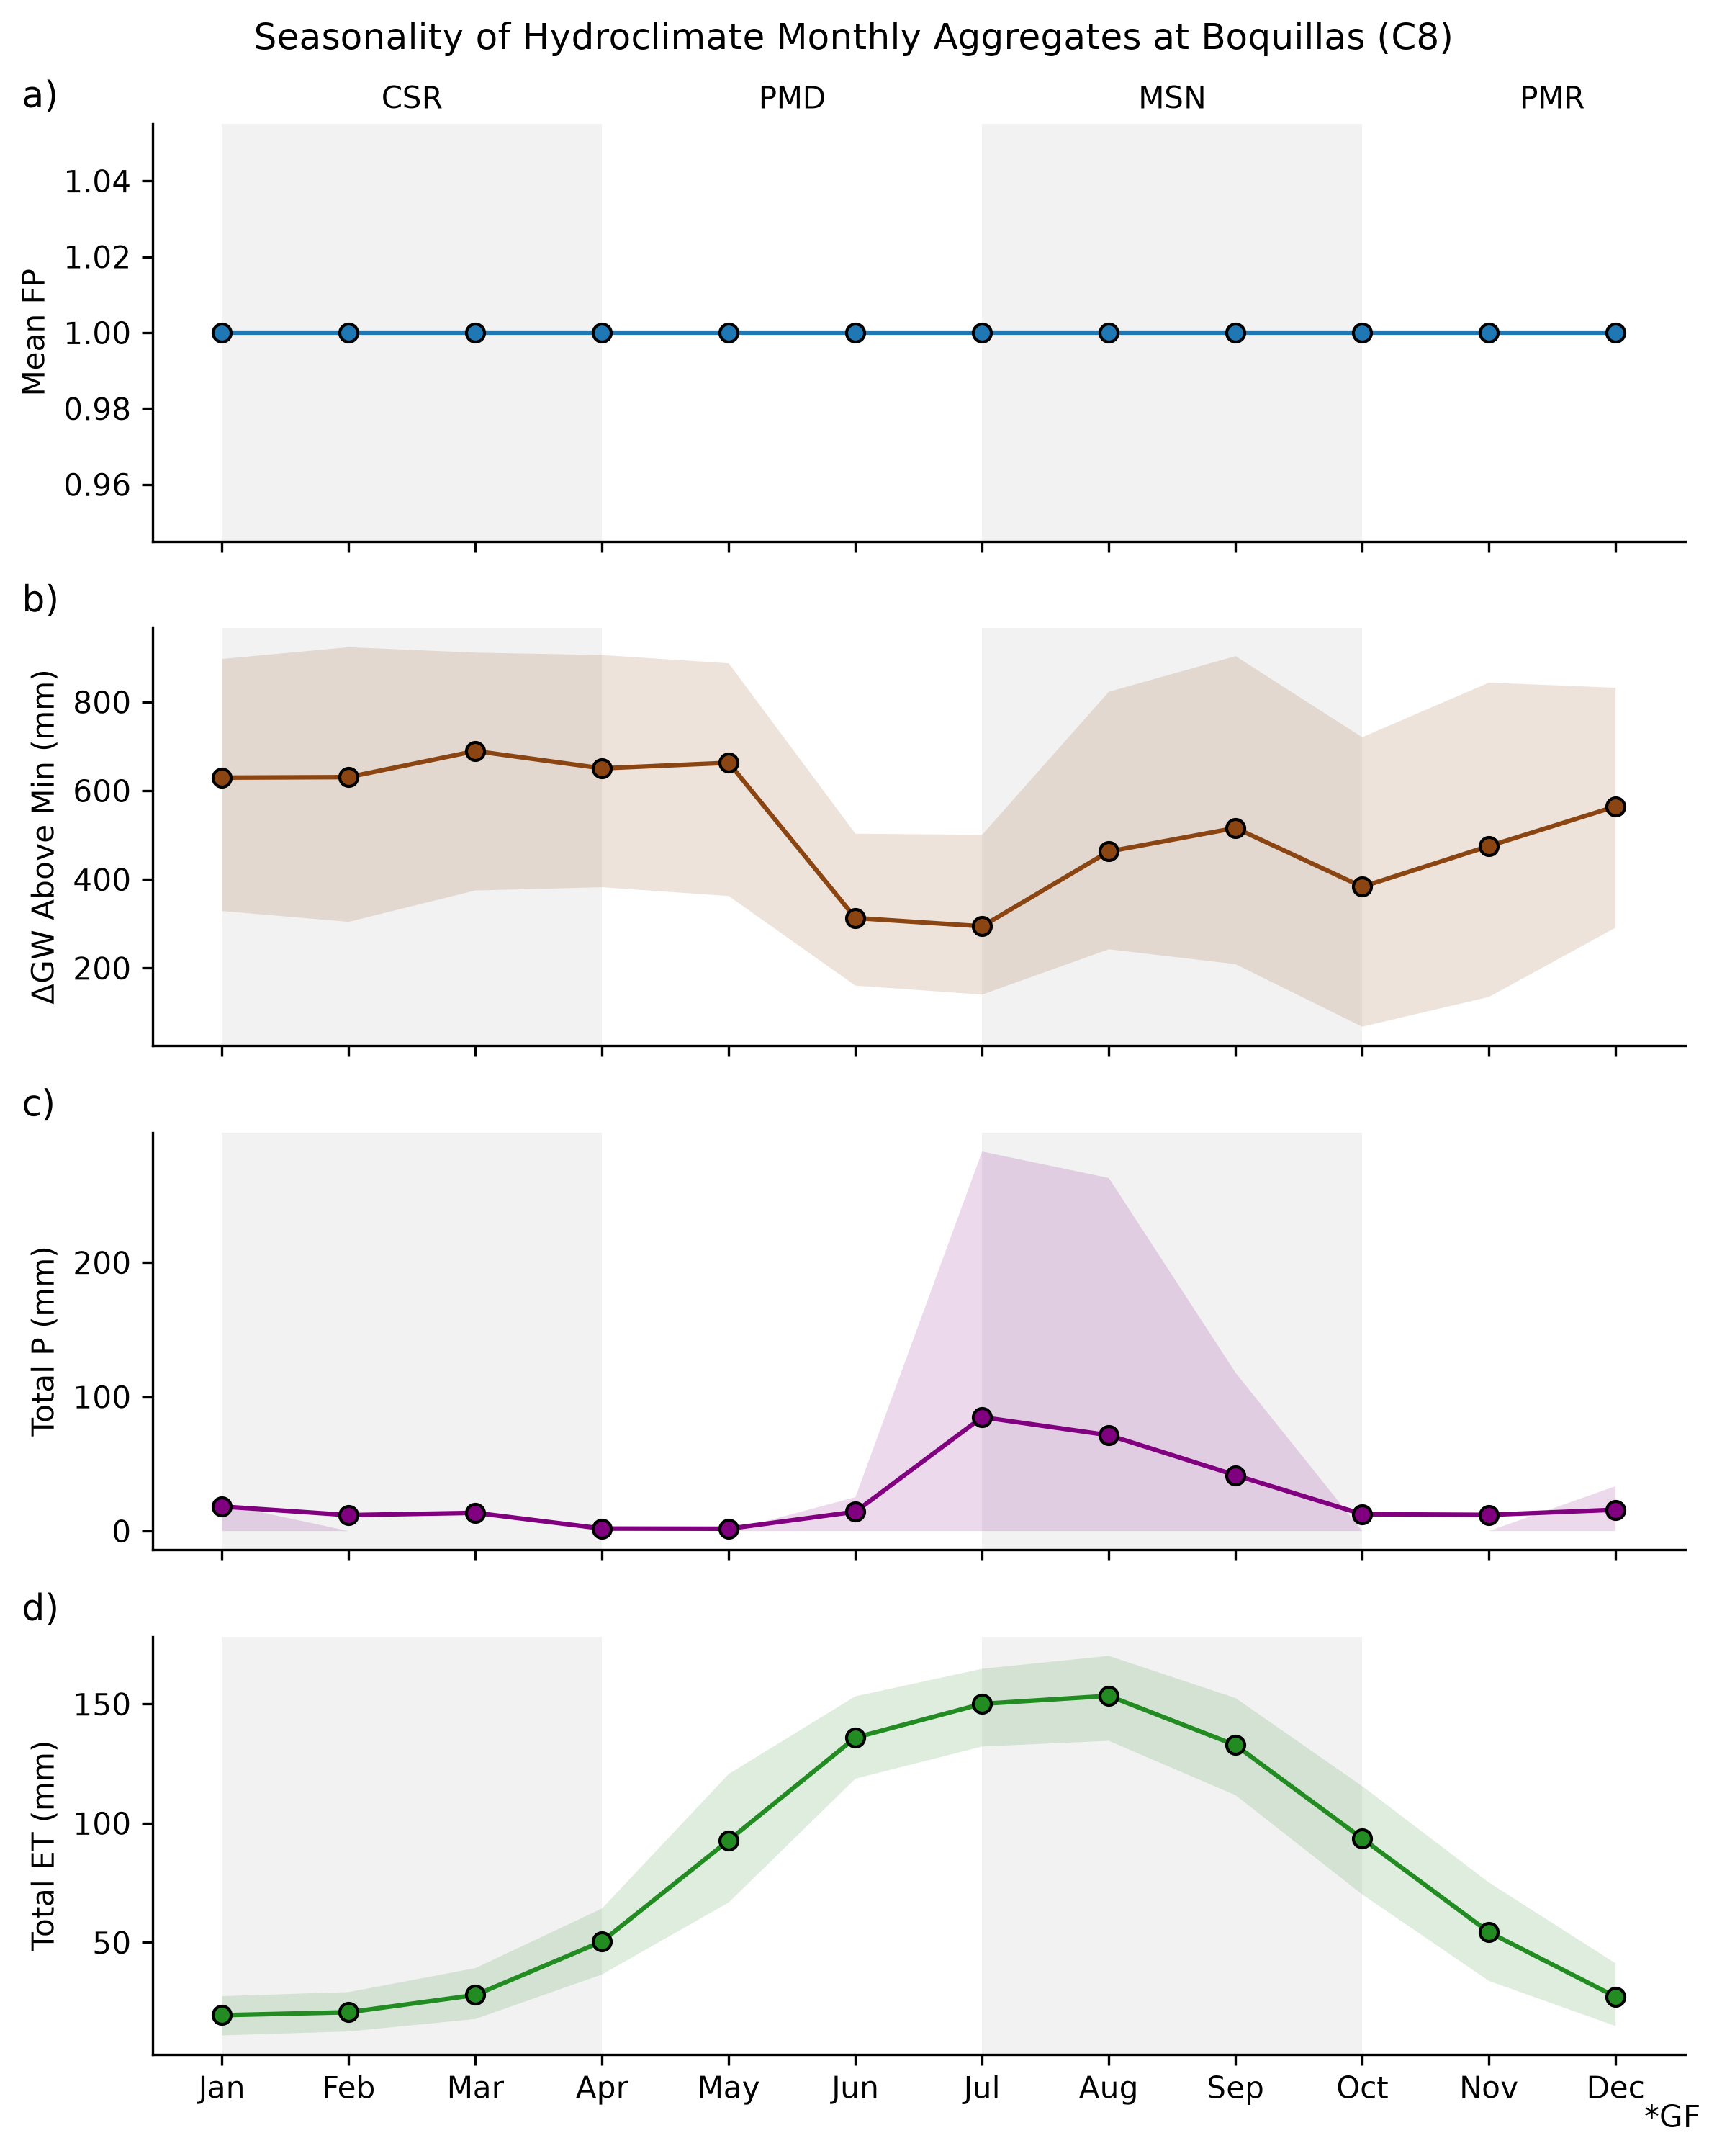 Seasonality of Hydroclimate Monthly Aggregates at Boquillas (C8)
a)
CSR PMD MSN PMR
Mean FP
1.04
1.02
1.00
0.98
0.96
b)
ΔGW Above Min (mm)
800
600
400
200
c)
Total P (mm)
200
100
0
d)
Total ET (mm)
150
100
50
Jan Feb Mar Apr May Jun Jul Aug Sep Oct Nov Dec
*GF